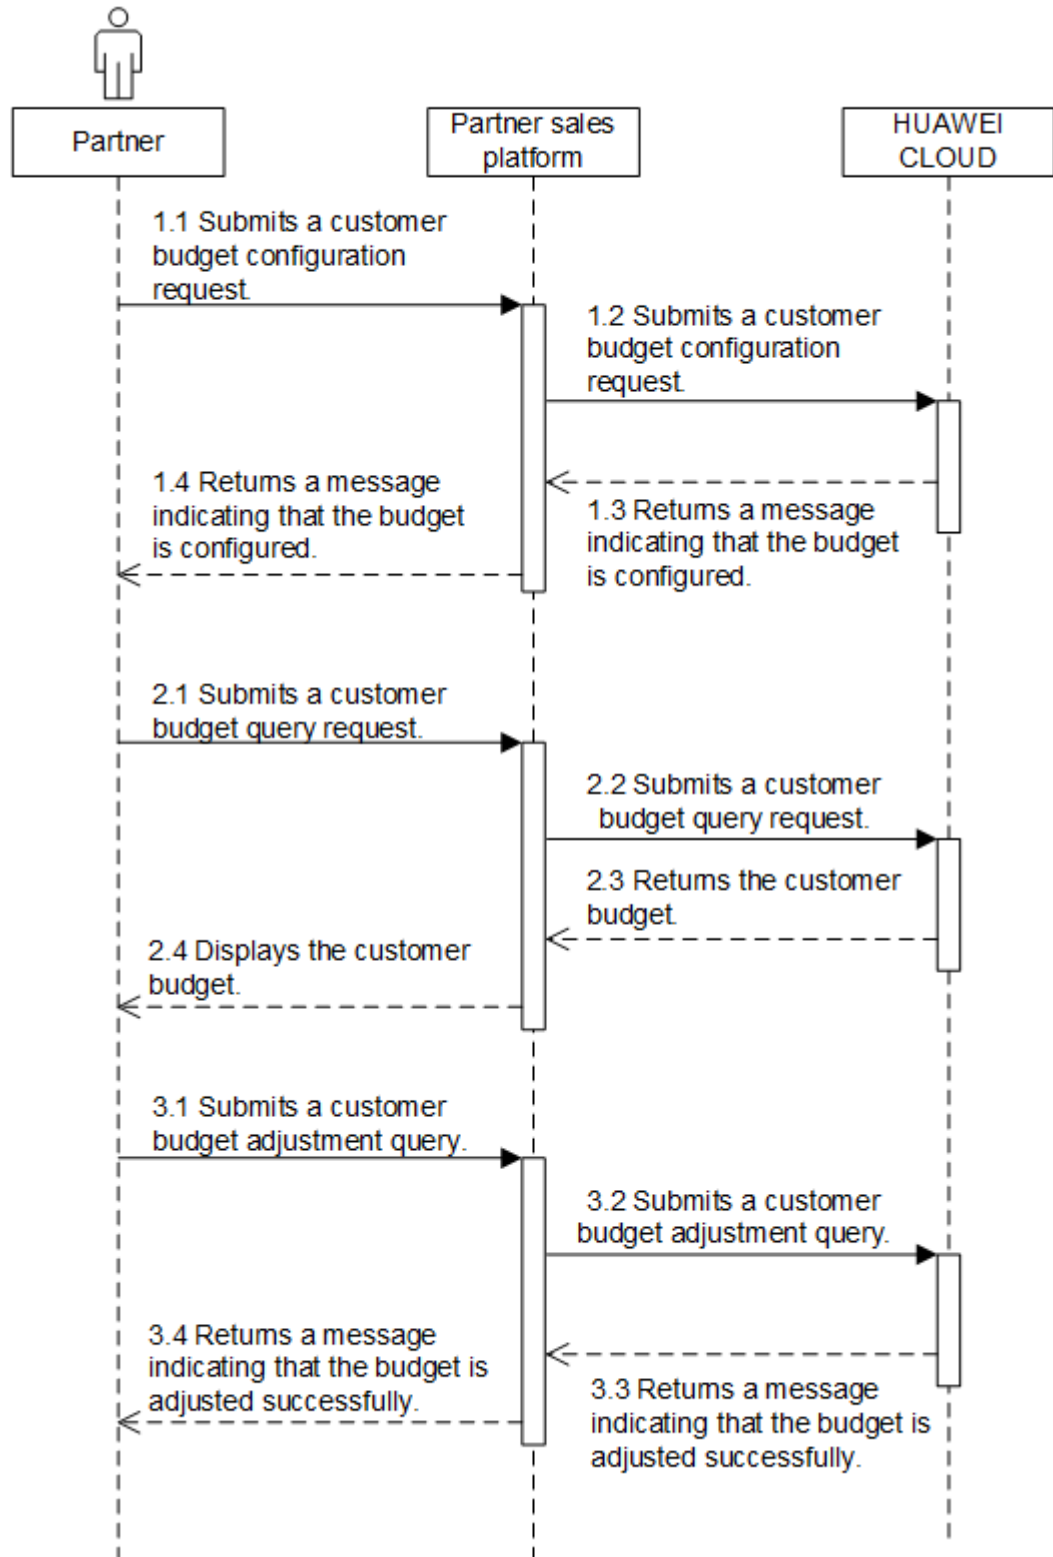 Partner
Partner sales
platform
HUAWEI
CLOUD
1.1 Submits a customer
budget configuration
request.
1.2 Submits a customer
budget configuration
request.
1.3 Returns a message
indicating that the budget
is configured.
1.4 Returns a message
indicating that the budget
is configured.
2.1 Submits a customer
budget query request.
2.2 Submits a customer
budget query request.
2.3 Returns the customer
budget.
2.4 Displays the customer
budget.
3.1 Submits a customer
budget adjustment query.
3.2 Submits a customer
budget adjustment query.
3.3 Returns a message
indicating that the budget is
adjusted successfully.
3.4 Returns a message
indicating that the budget is
adjusted successfully.